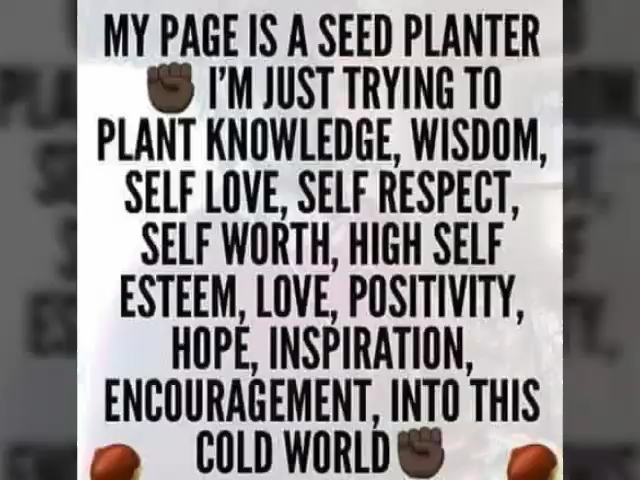 MY PAGE IS A SEED PLANTER
✊🏿 I'M JUST TRYING TO
PLANT KNOWLEDGE, WISDOM,
SELF LOVE, SELF RESPECT,
SELF WORTH, HIGH SELF
ESTEEM, LOVE, POSITIVITY,
HOPE, INSPIRATION,
ENCOURAGEMENT, INTO THIS
COLD WORLD✊🏿